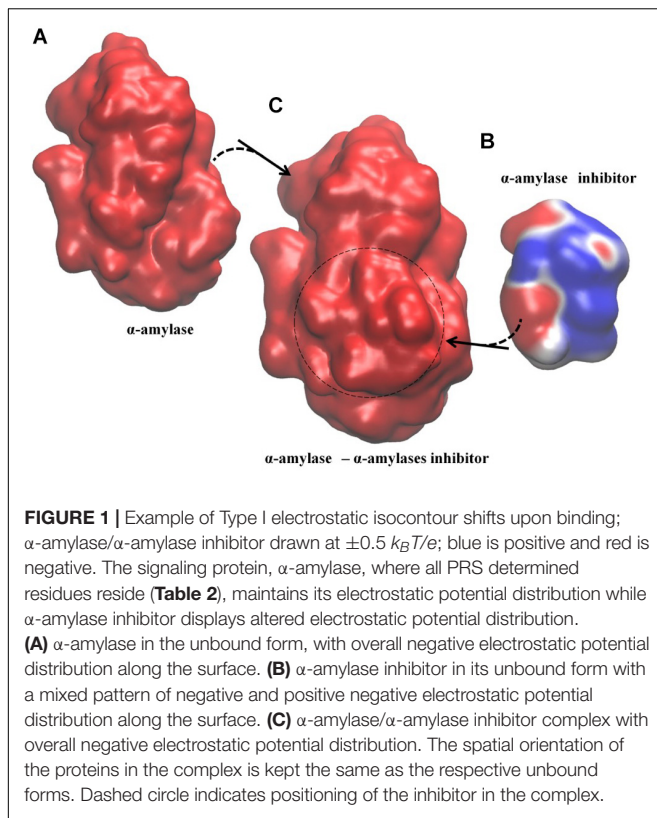 A
C
B
α-amylase inhibitor
α-amylase
α-amylase – α-amylases inhibitor
FIGURE 1 | Example of Type I electrostatic isocontour shifts upon binding;
α-amylase/α-amylase inhibitor drawn at ±0.5 kBT/e; blue is positive and red is
negative. The signaling protein, α-amylase, where all PRS determined
residues reside (Table 2), maintains its electrostatic potential distribution while
α-amylase inhibitor displays altered electrostatic potential distribution.
(A) α-amylase in the unbound form, with overall negative electrostatic potential
distribution along the surface. (B) α-amylase inhibitor in its unbound form with
a mixed pattern of negative and positive negative electrostatic potential
distribution along the surface. (C) α-amylase/α-amylase inhibitor complex with
overall negative electrostatic potential distribution. The spatial orientation of
the proteins in the complex is kept the same as the respective unbound
forms. Dashed circle indicates positioning of the inhibitor in the complex.